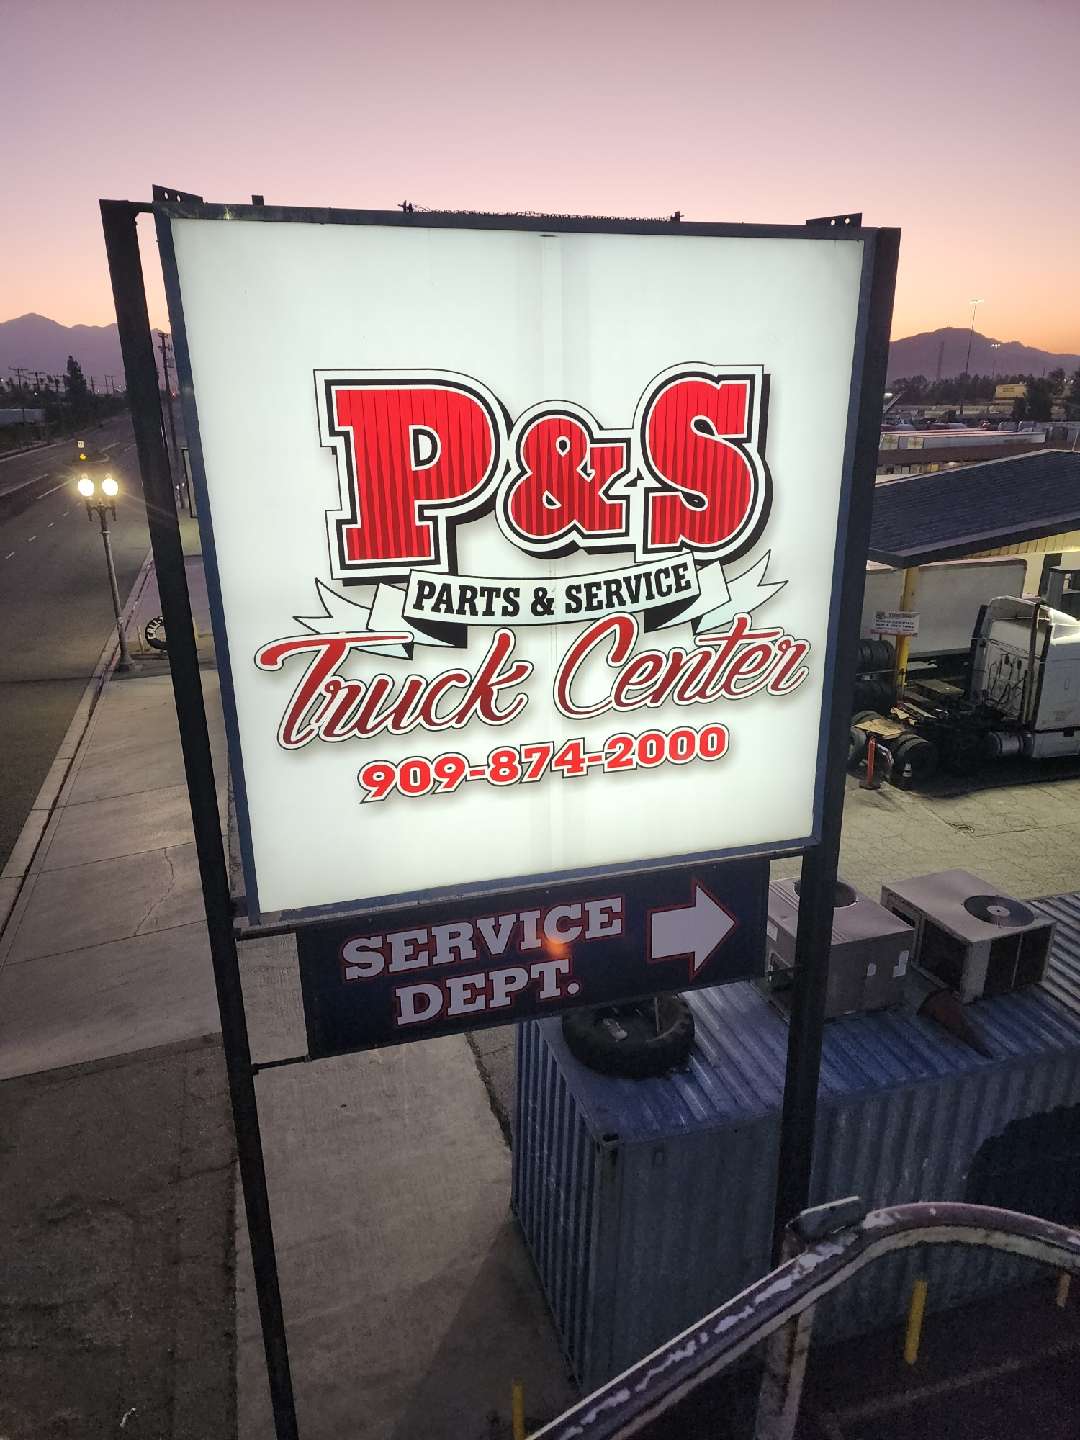 P&S
PARTS & SERVICE
Truck Center
909-874-2000
SERVICE
DEPT.